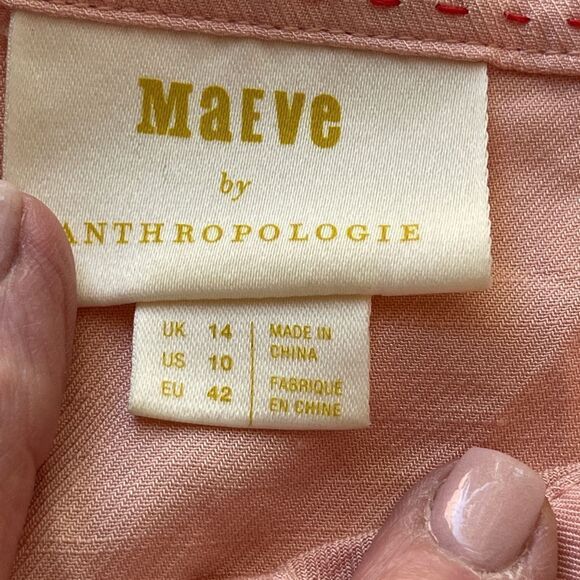 MaEve
by
ANTHROPOLOGIE
UK 14
US 10
EU 42
MADE IN
CHINA
FABRIQUÉ
EN CHINE